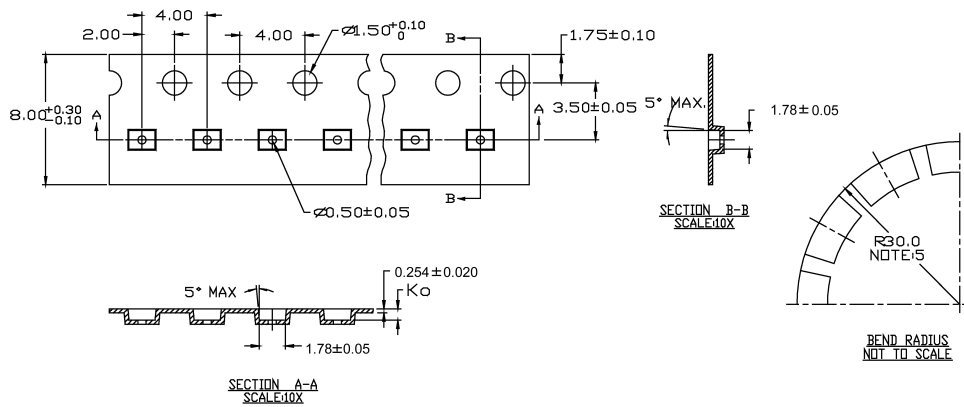 4.00
2.00
4.00
Ø1.50 +0.10 0
B
1.75±0.10
8.00 +0.30 -0.10
A
A
3.50±0.05
Ø0.50±0.05
B
5° MAX.
1.78±0.05
SECTION B-B
SCALE:10X
R30.0
NOTE:5
BEND RADIUS
NOT TO SCALE
5° MAX
0.254±0.020
Ko
1.78±0.05
SECTION A-A
SCALE:10X